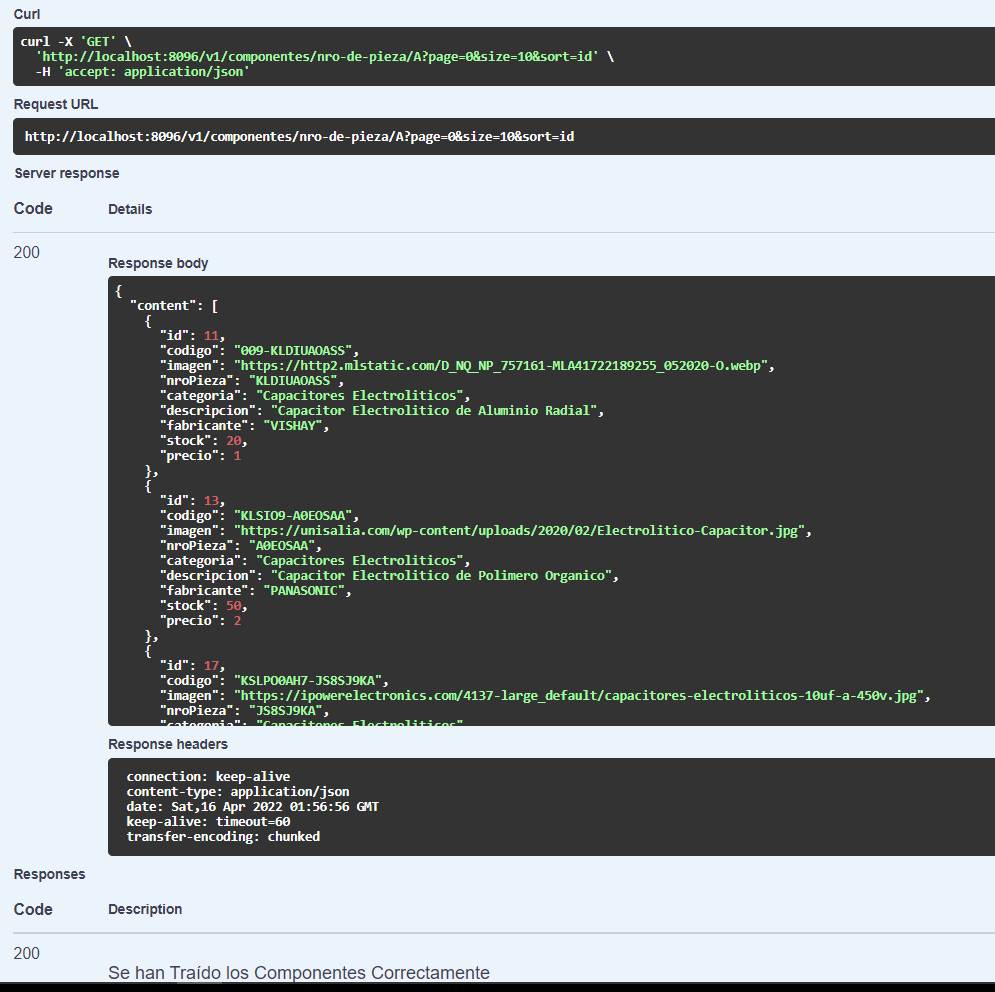 Curl
curl -X 'GET' \
  'http://localhost:8096/v1/componentes/nro-de-pieza/A?page=0&size=10&sort=id' \
  -H 'accept: application/json'
Request URL
http://localhost:8096/v1/componentes/nro-de-pieza/A?page=0&size=10&sort=id
Server response
Code Details
200
Response body
{
  "content": [
    {
      "id": 11,
      "codigo": "009-KLDIUAOASS",
      "imagen": "https://http2.mlstatic.com/D_NQ_NP_757161-MLA41722189255_052020-O.webp",
      "nroPieza": "KLDIUAOASS",
      "categoria": "Capacitores Electroliticos",
      "descripcion": "Capacitor Electrolitico de Aluminio Radial",
      "fabricante": "VISHAY",
      "stock": 20,
      "precio": 1
    },
    {
      "id": 13,
      "codigo": "KLSIO9-A0EOSAA",
      "imagen": "https://unisalia.com/wp-content/uploads/2020/02/Electrolitico-Capacitor.jpg",
      "nroPieza": "A0EOSAA",
      "categoria": "Capacitores Electroliticos",
      "descripcion": "Capacitor Electrolitico de Polimero Organico",
      "fabricante": "PANASONIC",
      "stock": 50,
      "precio": 2
    },
    {
      "id": 17,
      "codigo": "KSLPO0AH7-JS8SJ9KA",
      "imagen": "https://ipowerelectronics.com/4137-large_default/capacitores-electroliticos-10uf-a-450v.jpg",
      "nroPieza": "JS8SJ9KA",
      "categoria": "Capacitores Electroliticos",
Response headers
connection: keep-alive
content-type: application/json
date: Sat,16 Apr 2022 01:56:56 GMT
keep-alive: timeout=60
transfer-encoding: chunked
Responses
Code Description
200
Se han Traído los Componentes Correctamente